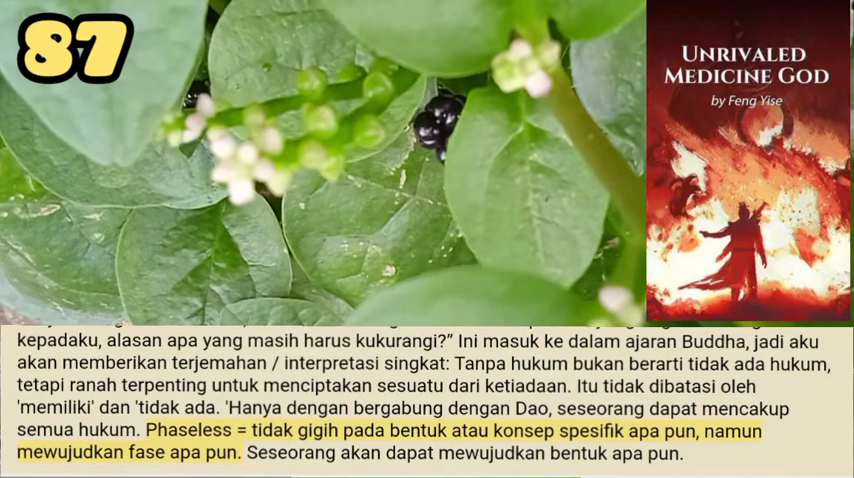 87
UNRIVALED
MEDICINE GOD
by Feng Yise
kepadaku, alasan apa yang masih harus kukurangi?” Ini masuk ke dalam ajaran Buddha, jadi aku
akan memberikan terjemahan / interpretasi singkat: Tanpa hukum bukan berarti tidak ada hukum,
tetapi ranah terpenting untuk menciptakan sesuatu dari ketiadaan. Itu tidak dibatasi oleh
'memiliki' dan 'tidak ada. 'Hanya dengan bergabung dengan Dao, seseorang dapat mencakup
semua hukum. Phaseless = tidak gigih pada bentuk atau konsep spesifik apa pun, namun
mewujudkan fase apa pun. Seseorang akan dapat mewujudkan bentuk apa pun.